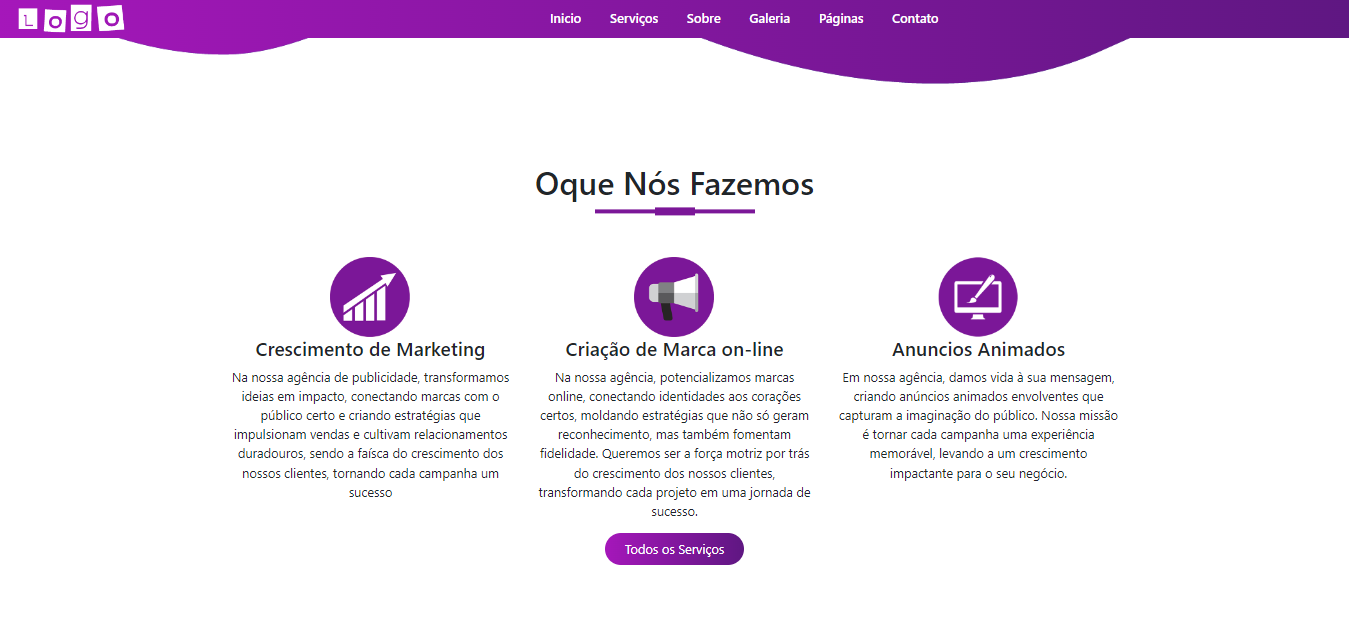 Logo
Inicio Serviços Sobre Galeria Páginas Contato
Oque Nós Fazemos
Crescimento de Marketing
Na nossa agência de publicidade, transformamos
ideias em impacto, conectando marcas com o
público certo e criando estratégias que
impulsionam vendas e cultivam relacionamentos
duradouros, sendo a faísca do crescimento dos
nossos clientes, tornando cada campanha um
sucesso
Criação de Marca on-line
Na nossa agência, potencializamos marcas
online, conectando identidades aos corações
certos, moldando estratégias que não só geram
reconhecimento, mas também fomentam
fidelidade. Queremos ser a força motriz por trás
do crescimento dos nossos clientes,
transformando cada projeto em uma jornada de
sucesso.
Anuncios Animados
Em nossa agência, damos vida à sua mensagem,
criando anúncios animados envolventes que
capturam a imaginação do público. Nossa missão
é tornar cada campanha uma experiência
memorável, levando a um crescimento
impactante para o seu negócio.
Todos os Serviços